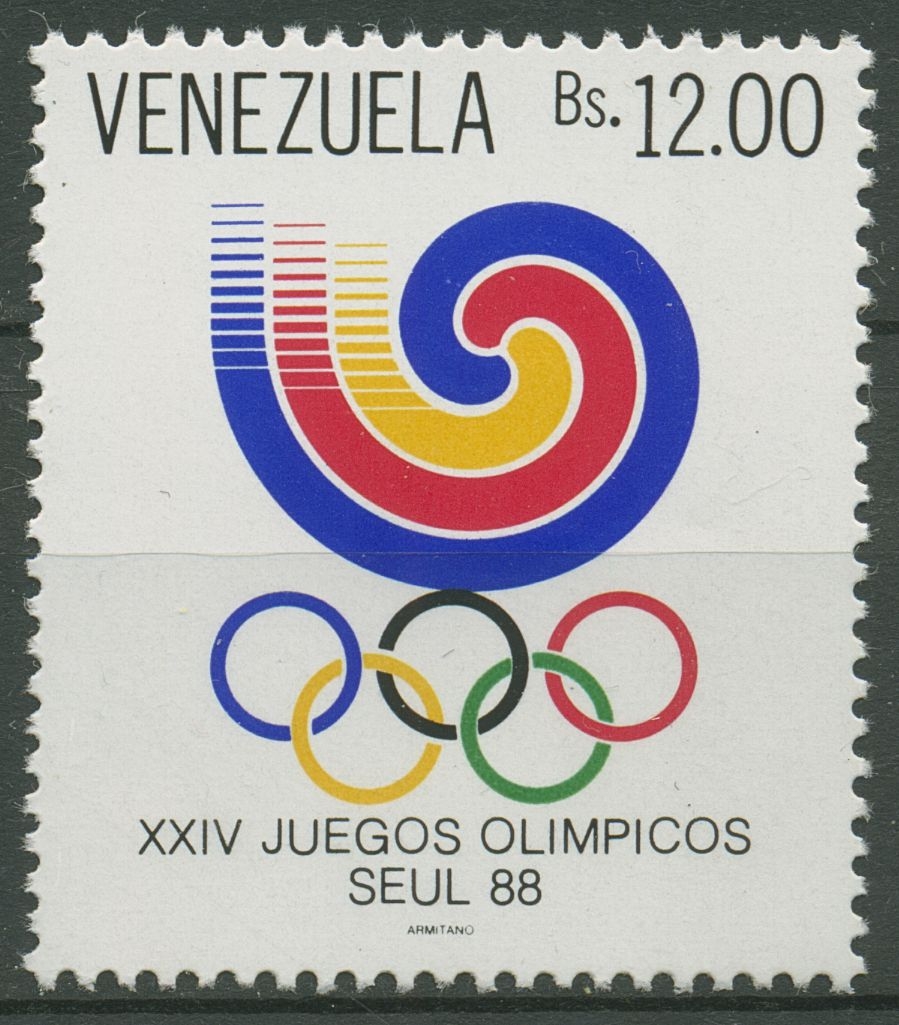 VENEZUELA Bs. 12.00
XXIV JUEGOS OLIMPICOS
SEUL 88
ARMITANO